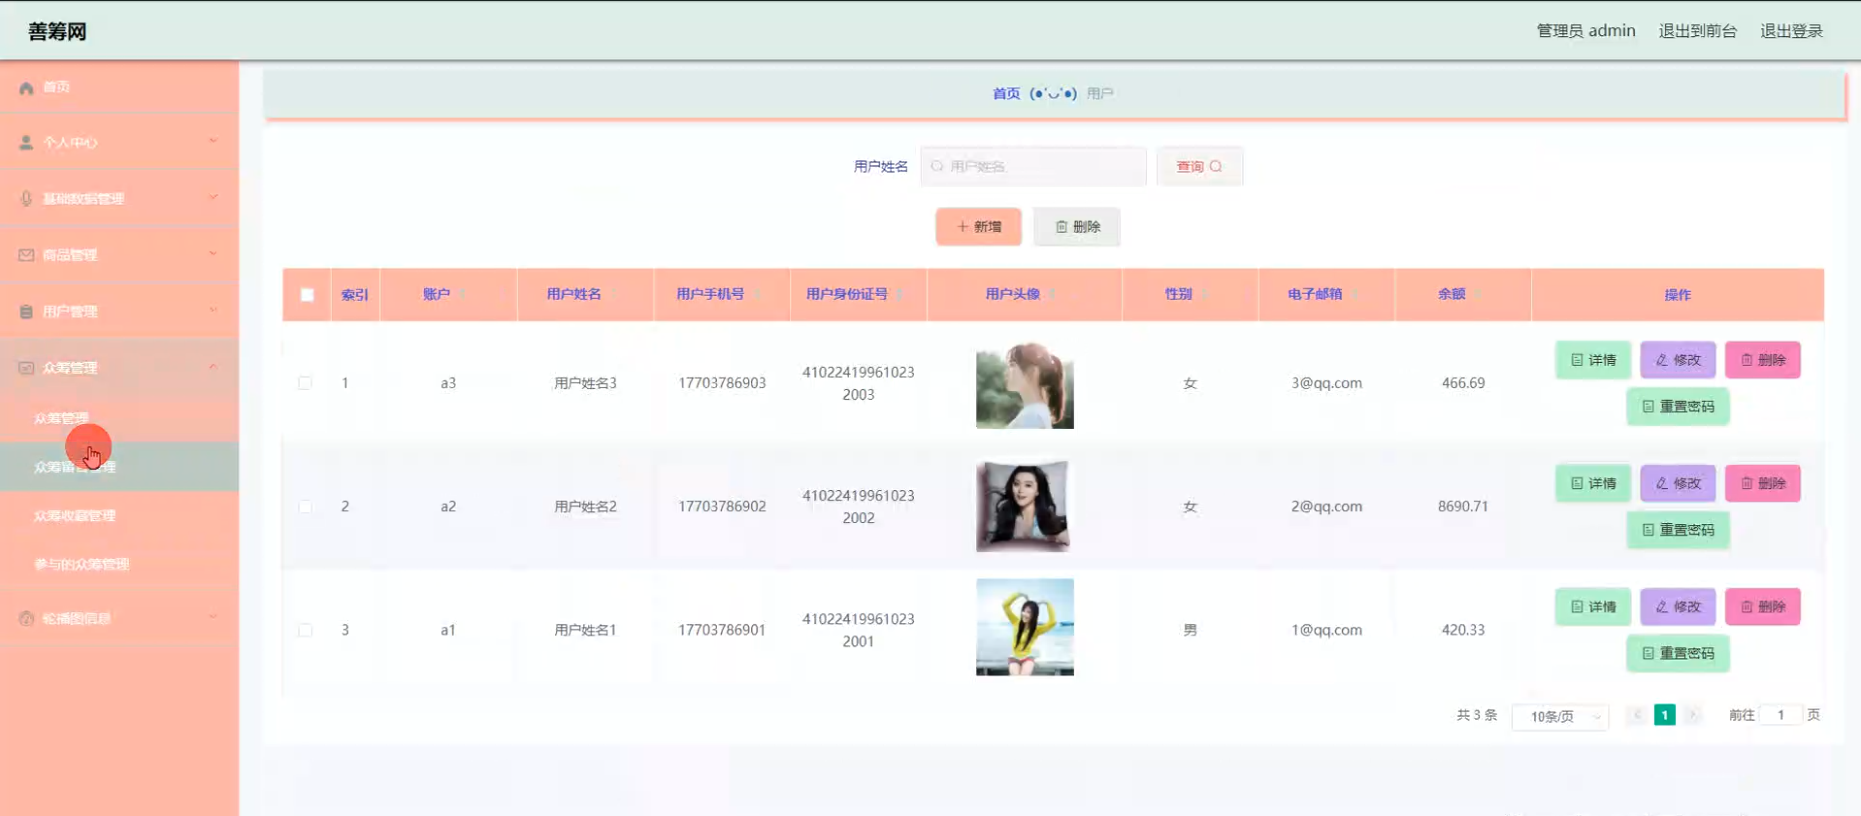 善筹网
管理员 admin 退出到前台 退出登录
首页
个人中心
基础数据管理
商品管理
用户管理
众筹管理
众筹管理
众筹留言管理
众筹收藏管理
参与的众筹管理
轮播图信息
首页 (●'◡'●) 用户
用户姓名 用户姓名 查询
新增 删除
索引 账户 用户姓名 用户手机号 用户身份证号 用户头像 性别 电子邮箱 余额 操作
1 a3 用户姓名3 17703786903 41022419961023 2003 女 3@qq.com 466.69 详情 修改 删除
重置密码
2 a2 用户姓名2 17703786902 41022419961023 2002 女 2@qq.com 8690.71 详情 修改 删除
重置密码
3 a1 用户姓名1 17703786901 41022419961023 2001 男 1@qq.com 420.33 详情 修改 删除
重置密码
共 3 条 10条/页 1 前往 1 页